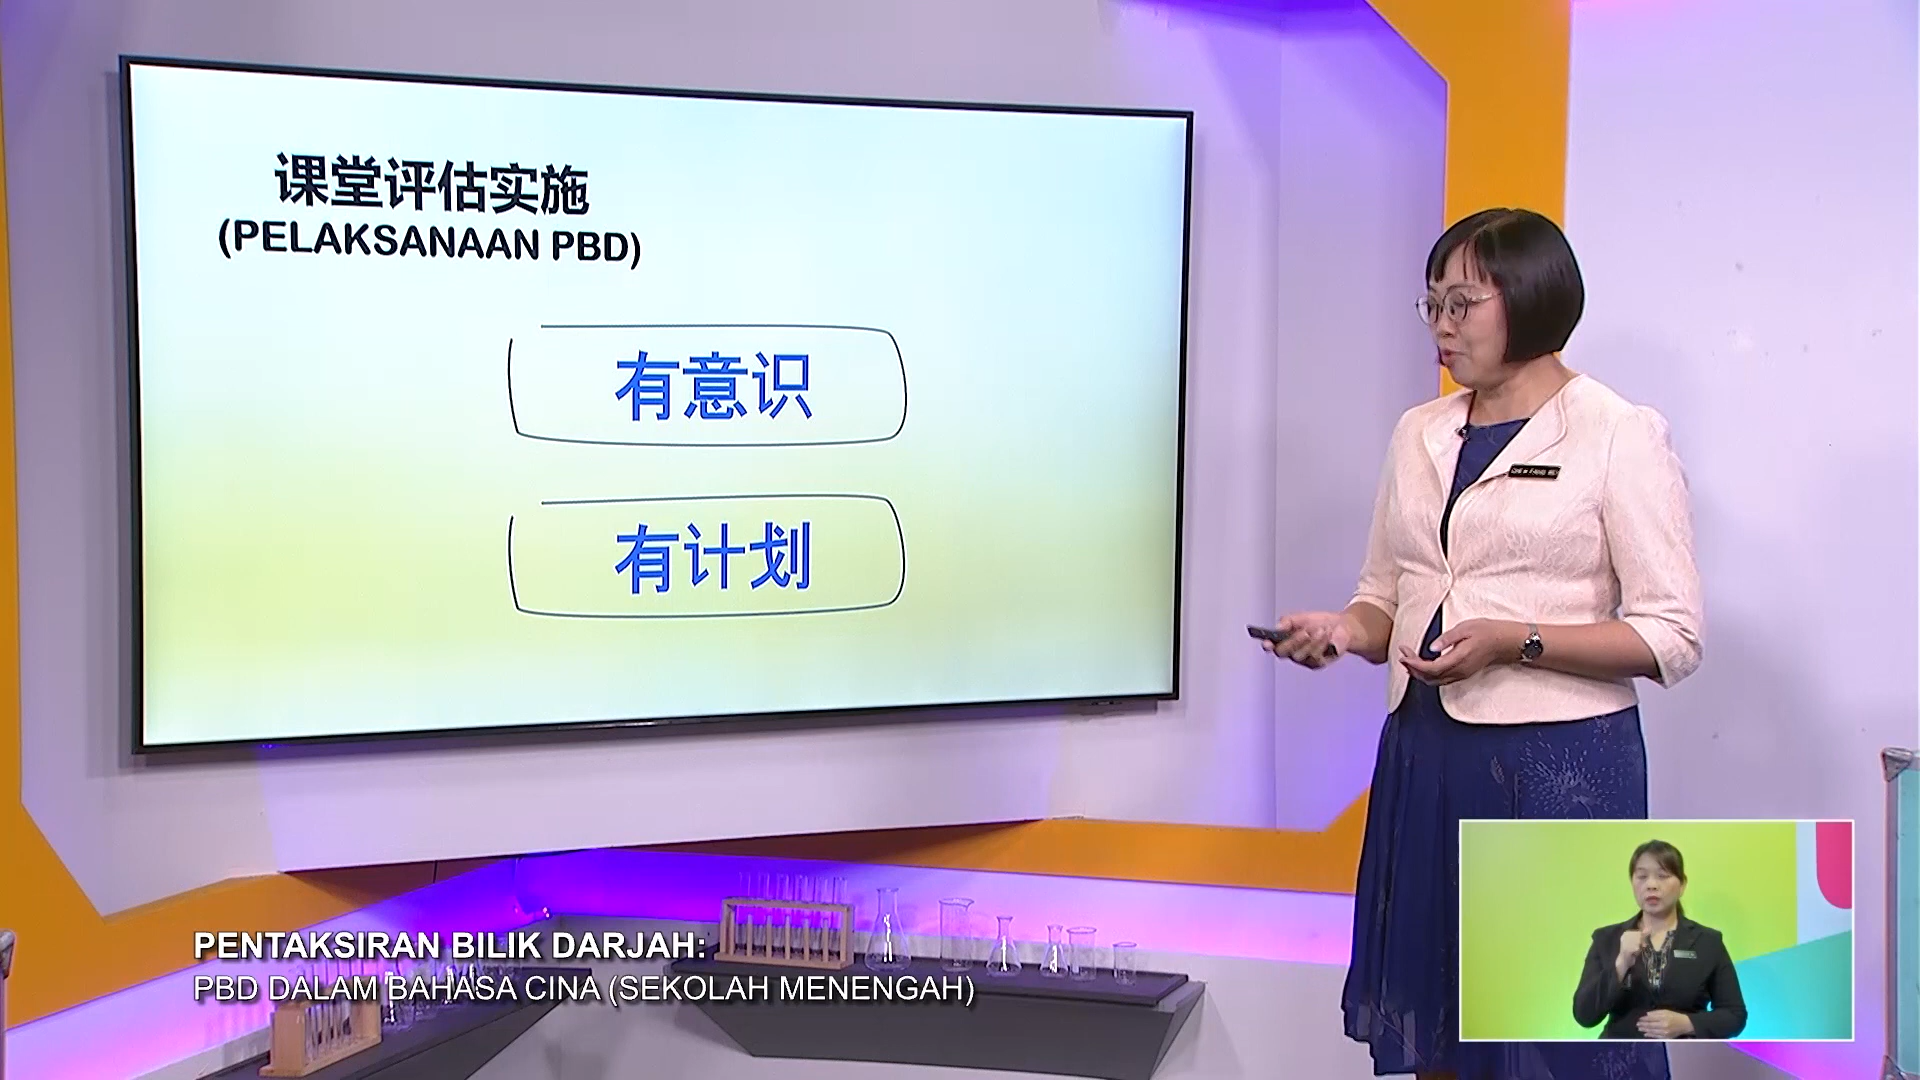 课堂评估实施
(PELAKSANAAN PBD)
有意识
有计划
PENTAKSIRAN BILIK DARJAH:
PBD DALAM BAHASA CINA (SEKOLAH MENENGAH)